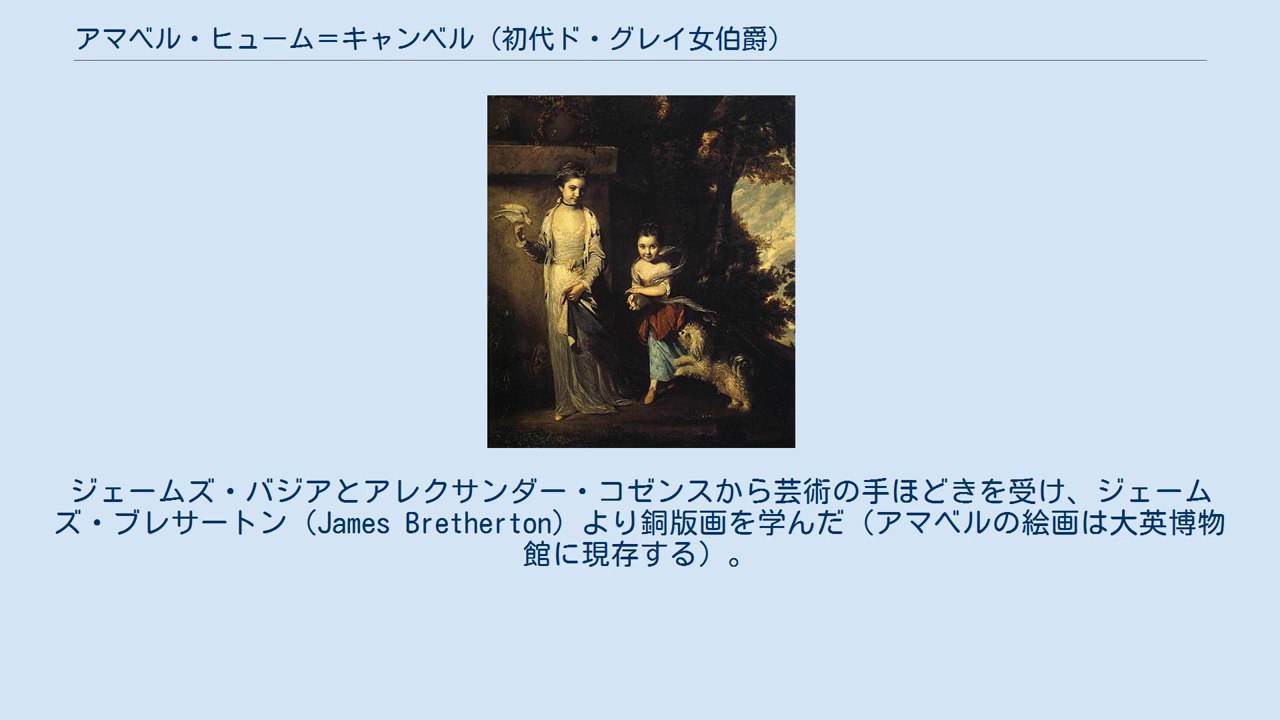 アマベル・ヒューム＝キャンベル（初代ド・グレイ女伯爵）
ジェームズ・バジアとアレクサンダー・コゼンスから芸術の手ほどきを受け、ジェーム
ズ・ブレサートン（James Bretherton）より銅版画を学んだ（アマベルの絵画は大英博物
館に現存する）。